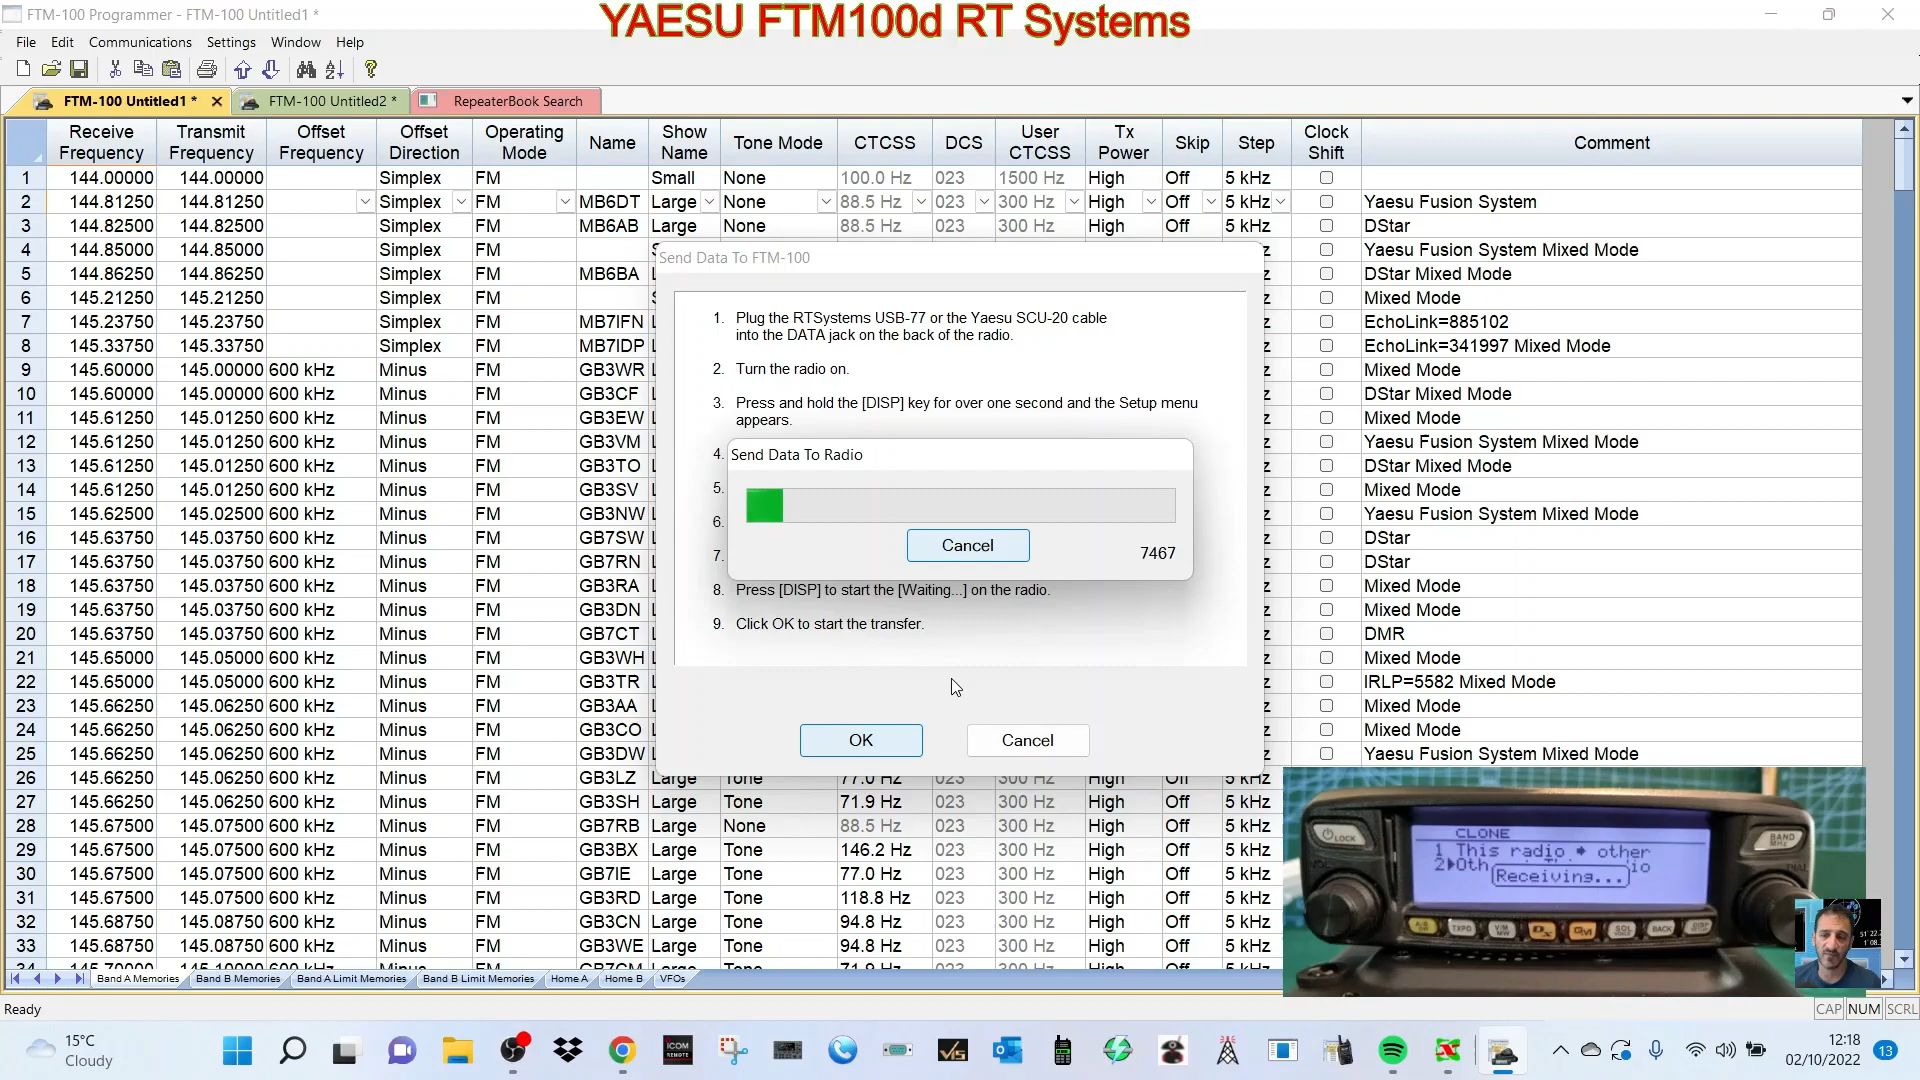 FTM-100 Programmer - FTM-100 Untitled1 *
YAESU FTM100d RT Systems
File Edit Communications Settings Window Help
FTM-100 Untitled1 * FTM-100 Untitled2 * RepeaterBook Search
Receive Frequency Transmit Frequency Offset Frequency Offset Direction Operating Mode Name Show Name Tone Mode CTCSS DCS User CTCSS Tx Power Skip Step Clock Shift Comment
1 144.00000 144.00000 Simplex FM Small None 100.0 Hz 023 1500 Hz High Off 5 kHz
2 144.81250 144.81250 Simplex FM MB6DT Large None 88.5 Hz 023 300 Hz High Off 5 kHz Yaesu Fusion System
3 144.82500 144.82500 Simplex FM MB6AB Large None 88.5 Hz 023 300 Hz High Off 5 kHz DStar
4 144.85000 144.85000 Simplex FM Yaesu Fusion System Mixed Mode
5 144.86250 144.86250 Simplex FM MB6BA DStar Mixed Mode
6 145.21250 145.21250 Simplex FM Mixed Mode
7 145.23750 145.23750 Simplex FM MB7IFN EchoLink=885102
8 145.33750 145.33750 Simplex FM MB7IDP EchoLink=341997 Mixed Mode
9 145.60000 145.00000 600 kHz Minus FM GB3WR Mixed Mode
10 145.60000 145.00000 600 kHz Minus FM GB3CF DStar Mixed Mode
11 145.61250 145.01250 600 kHz Minus FM GB3EW Mixed Mode
12 145.61250 145.01250 600 kHz Minus FM GB3VM Yaesu Fusion System Mixed Mode
13 145.61250 145.01250 600 kHz Minus FM GB3TO DStar Mixed Mode
14 145.61250 145.01250 600 kHz Minus FM GB3SV Mixed Mode
15 145.62500 145.02500 600 kHz Minus FM GB3NW Yaesu Fusion System Mixed Mode
16 145.63750 145.03750 600 kHz Minus FM GB7SW DStar
17 145.63750 145.03750 600 kHz Minus FM GB7RN DStar
18 145.63750 145.03750 600 kHz Minus FM GB3RA Mixed Mode
19 145.63750 145.03750 600 kHz Minus FM GB3DN Mixed Mode
20 145.63750 145.03750 600 kHz Minus FM GB7CT DMR
21 145.65000 145.05000 600 kHz Minus FM GB3WH Mixed Mode
22 145.65000 145.05000 600 kHz Minus FM GB3TR IRLP=5582 Mixed Mode
23 145.66250 145.06250 600 kHz Minus FM GB3AA Mixed Mode
24 145.66250 145.06250 600 kHz Minus FM GB3CO Mixed Mode
25 145.66250 145.06250 600 kHz Minus FM GB3DW Yaesu Fusion System Mixed Mode
26 145.66250 145.06250 600 kHz Minus FM GB3LZ Large Tone 77.0 Hz 023 300 Hz High Off 5 kHz
27 145.66250 145.06250 600 kHz Minus FM GB3SH Large Tone 71.9 Hz 023 300 Hz High Off 5 kHz
28 145.67500 145.07500 600 kHz Minus FM GB7RB Large None 88.5 Hz 023 300 Hz High Off 5 kHz
29 145.67500 145.07500 600 kHz Minus FM GB3BX Large Tone 146.2 Hz 023 300 Hz High Off 5 kHz
30 145.67500 145.07500 600 kHz Minus FM GB7IE Large Tone 77.0 Hz 023 300 Hz High Off 5 kHz
31 145.67500 145.07500 600 kHz Minus FM GB3RD Large Tone 118.8 Hz 023 300 Hz High Off 5 kHz
32 145.68750 145.08750 600 kHz Minus FM GB3CN Large Tone 94.8 Hz 023 300 Hz High Off 5 kHz
33 145.68750 145.08750 600 kHz Minus FM GB3WE Large Tone 94.8 Hz 023 300 Hz High Off 5 kHz
Send Data To FTM-100
1. Plug the RTSystems USB-77 or the Yaesu SCU-20 cable
into the DATA jack on the back of the radio.
2. Turn the radio on.
3. Press and hold the [DISP] key for over one second and the Setup menu
appears.
4.
5.
6.
7.
Send Data To Radio
Cancel 7467
8. Press [DISP] to start the [Waiting...] on the radio.
9. Click OK to start the transfer.
OK Cancel
LOCK
BAND
CLONE
1 This radio other
2 Oth io
Receiving...
BACK
Band A Memories Band B Memories Band A Limit Memories Band B Limit Memories Home A Home B VFOs
Ready CAP NUM SCRL
15°C
Cloudy
ICOM
REMOTE
12:18
02/10/2022
13